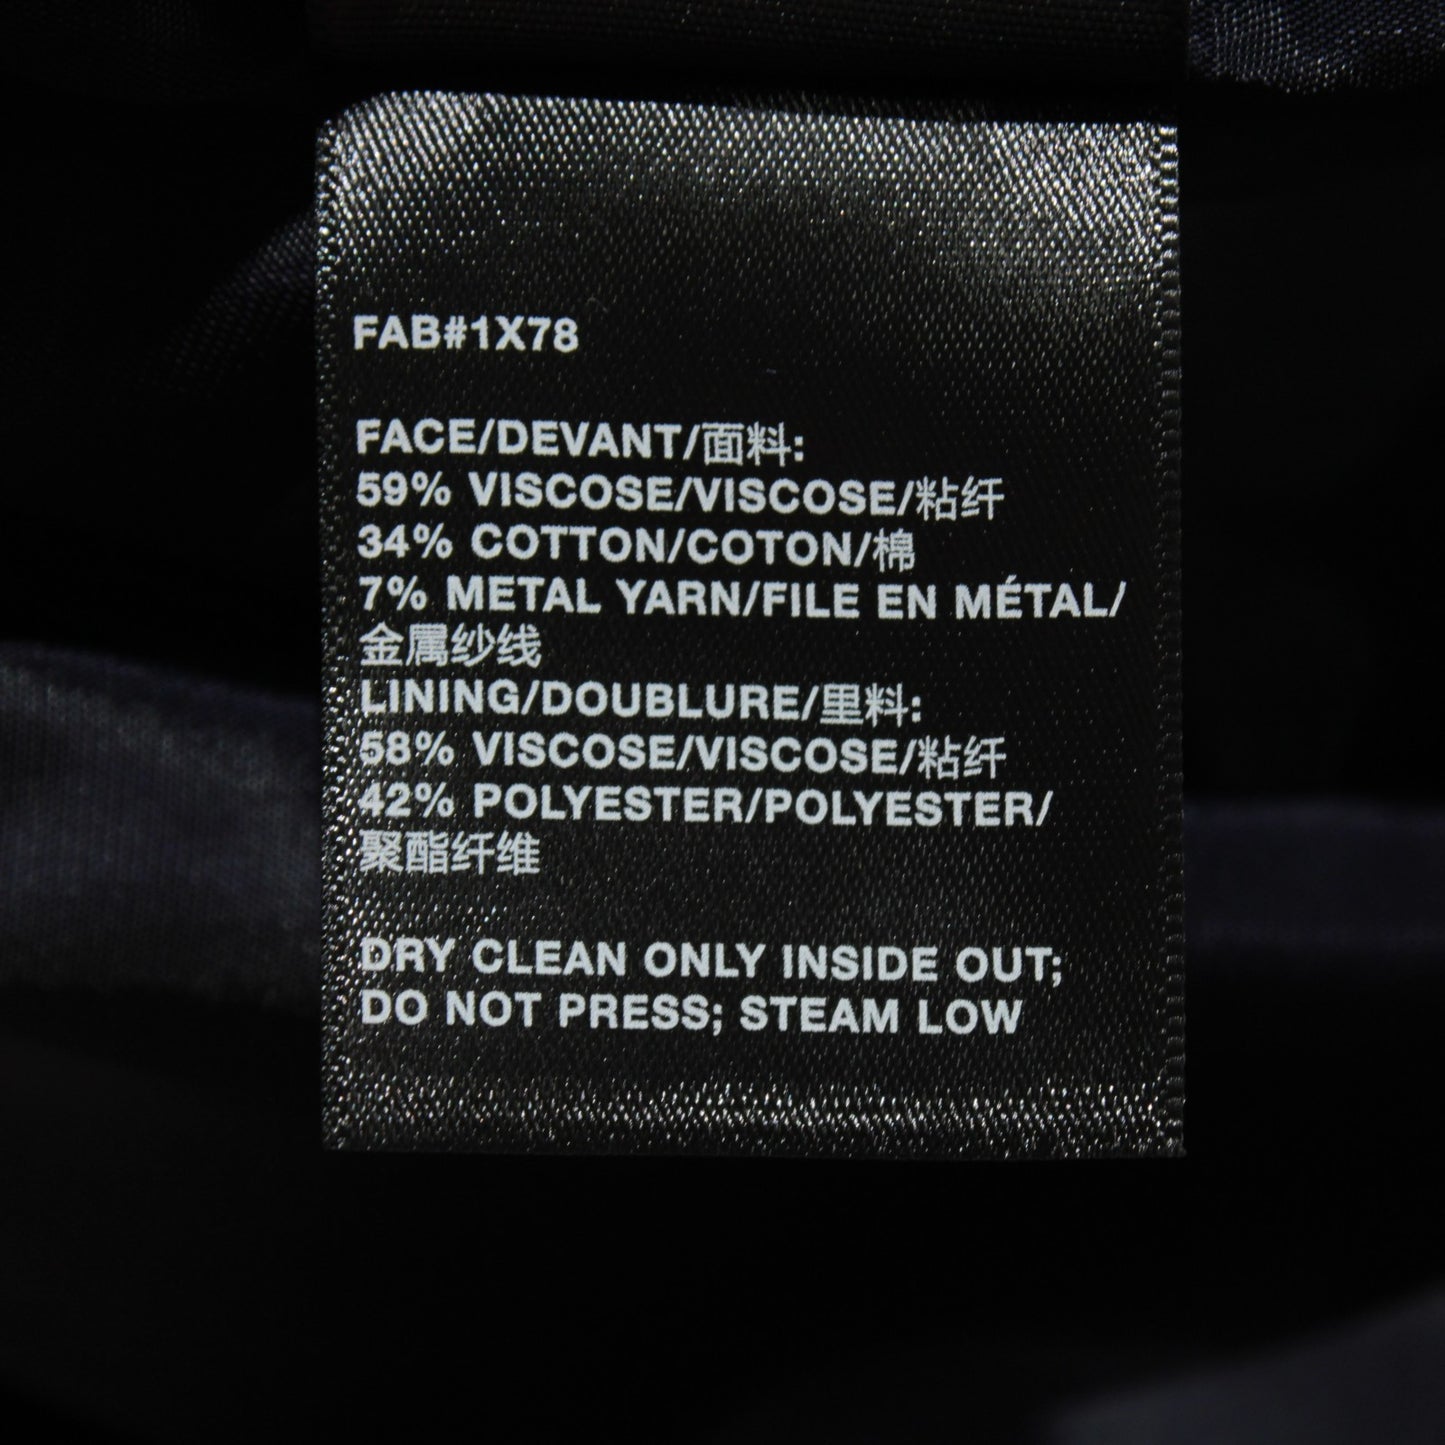 FAB#1X78
FACE/DEVANT/面料:
59% VISCOSE/VISCOSE/粘纤
34% COTTON/COTON/棉
7% METAL YARN/FILE EN MÉTAL/
金属纱线
LINING/DOUBLURE/里料:
58% VISCOSE/VISCOSE/粘纤
42% POLYESTER/POLYESTER/
聚酯纤维
DRY CLEAN ONLY INSIDE OUT;
DO NOT PRESS; STEAM LOW